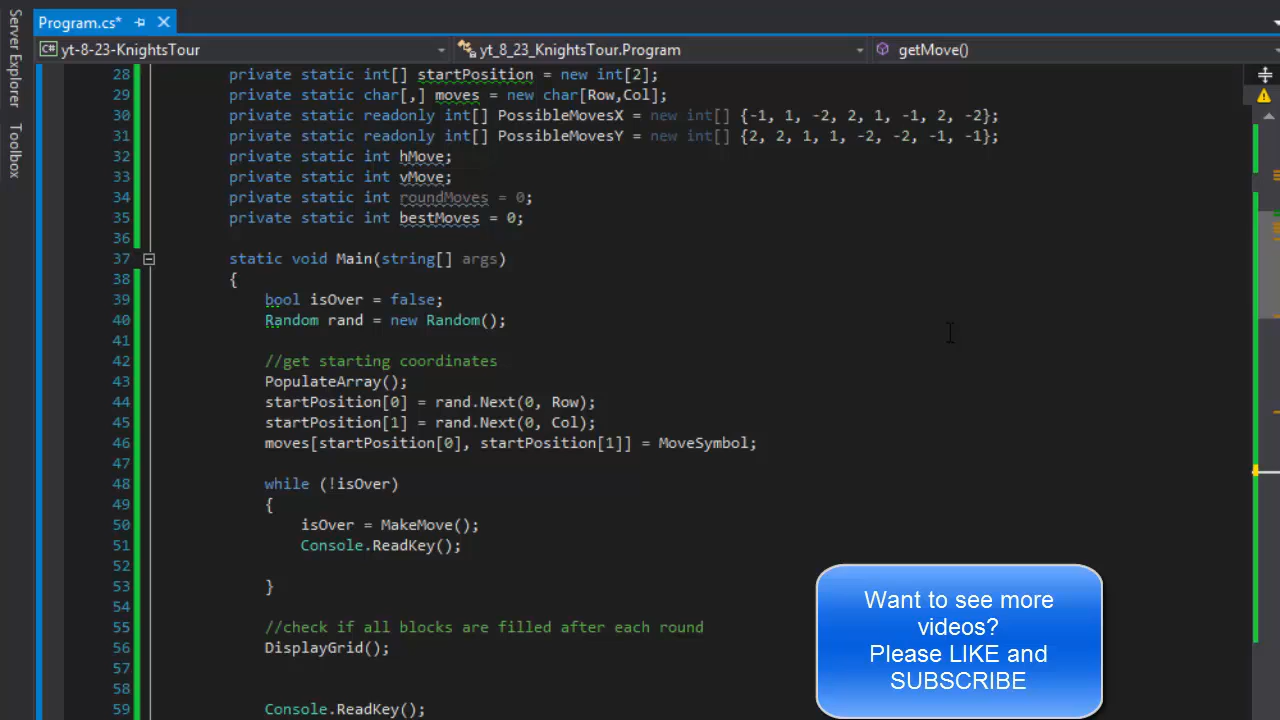 Program.cs*
Server Explorer
Toolbox
yt-8-23-KnightsTour
yt_8_23_KnightsTour.Program
getMove()
28 private static int[] startPosition = new int[2];
29 private static char[,] moves = new char[Row,Col];
30 private static readonly int[] PossibleMovesX = new int[] {-1, 1, -2, 2, 1, -1, 2, -2};
31 private static readonly int[] PossibleMovesY = new int[] {2, 2, 1, 1, -2, -2, -1, -1};
32 private static int hMove;
33 private static int vMove;
34 private static int roundMoves = 0;
35 private static int bestMoves = 0;
36
37 static void Main(string[] args)
38 {
39 bool isOver = false;
40 Random rand = new Random();
41
42 //get starting coordinates
43 PopulateArray();
44 startPosition[0] = rand.Next(0, Row);
45 startPosition[1] = rand.Next(0, Col);
46 moves[startPosition[0], startPosition[1]] = MoveSymbol;
47
48 while (!isOver)
49 {
50 isOver = MakeMove();
51 Console.ReadKey();
52
53 }
54
55 //check if all blocks are filled after each round
56 DisplayGrid();
57
58
59 Console.ReadKey();
Want to see more
videos?
Please LIKE and
SUBSCRIBE